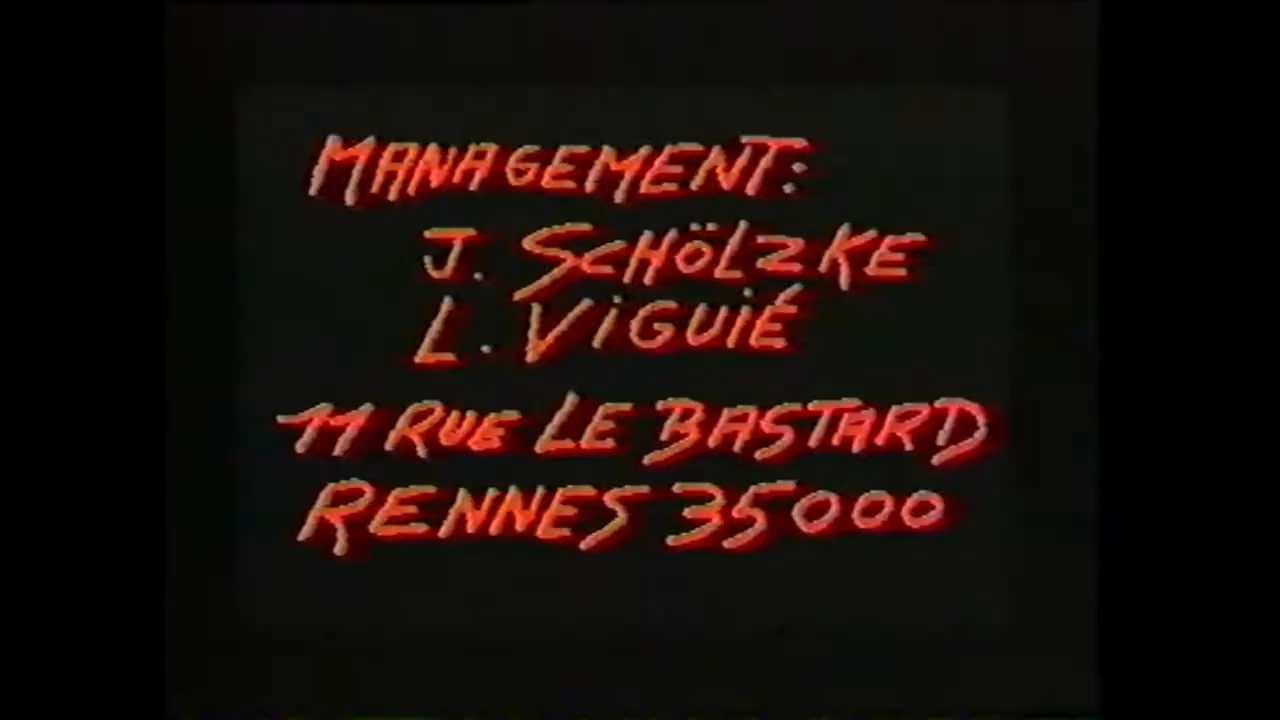 MANAGEMENT:
J. SCHÖLZKE
L. VIGUIÉ
11 RUE LE BASTARD
RENNES 35000